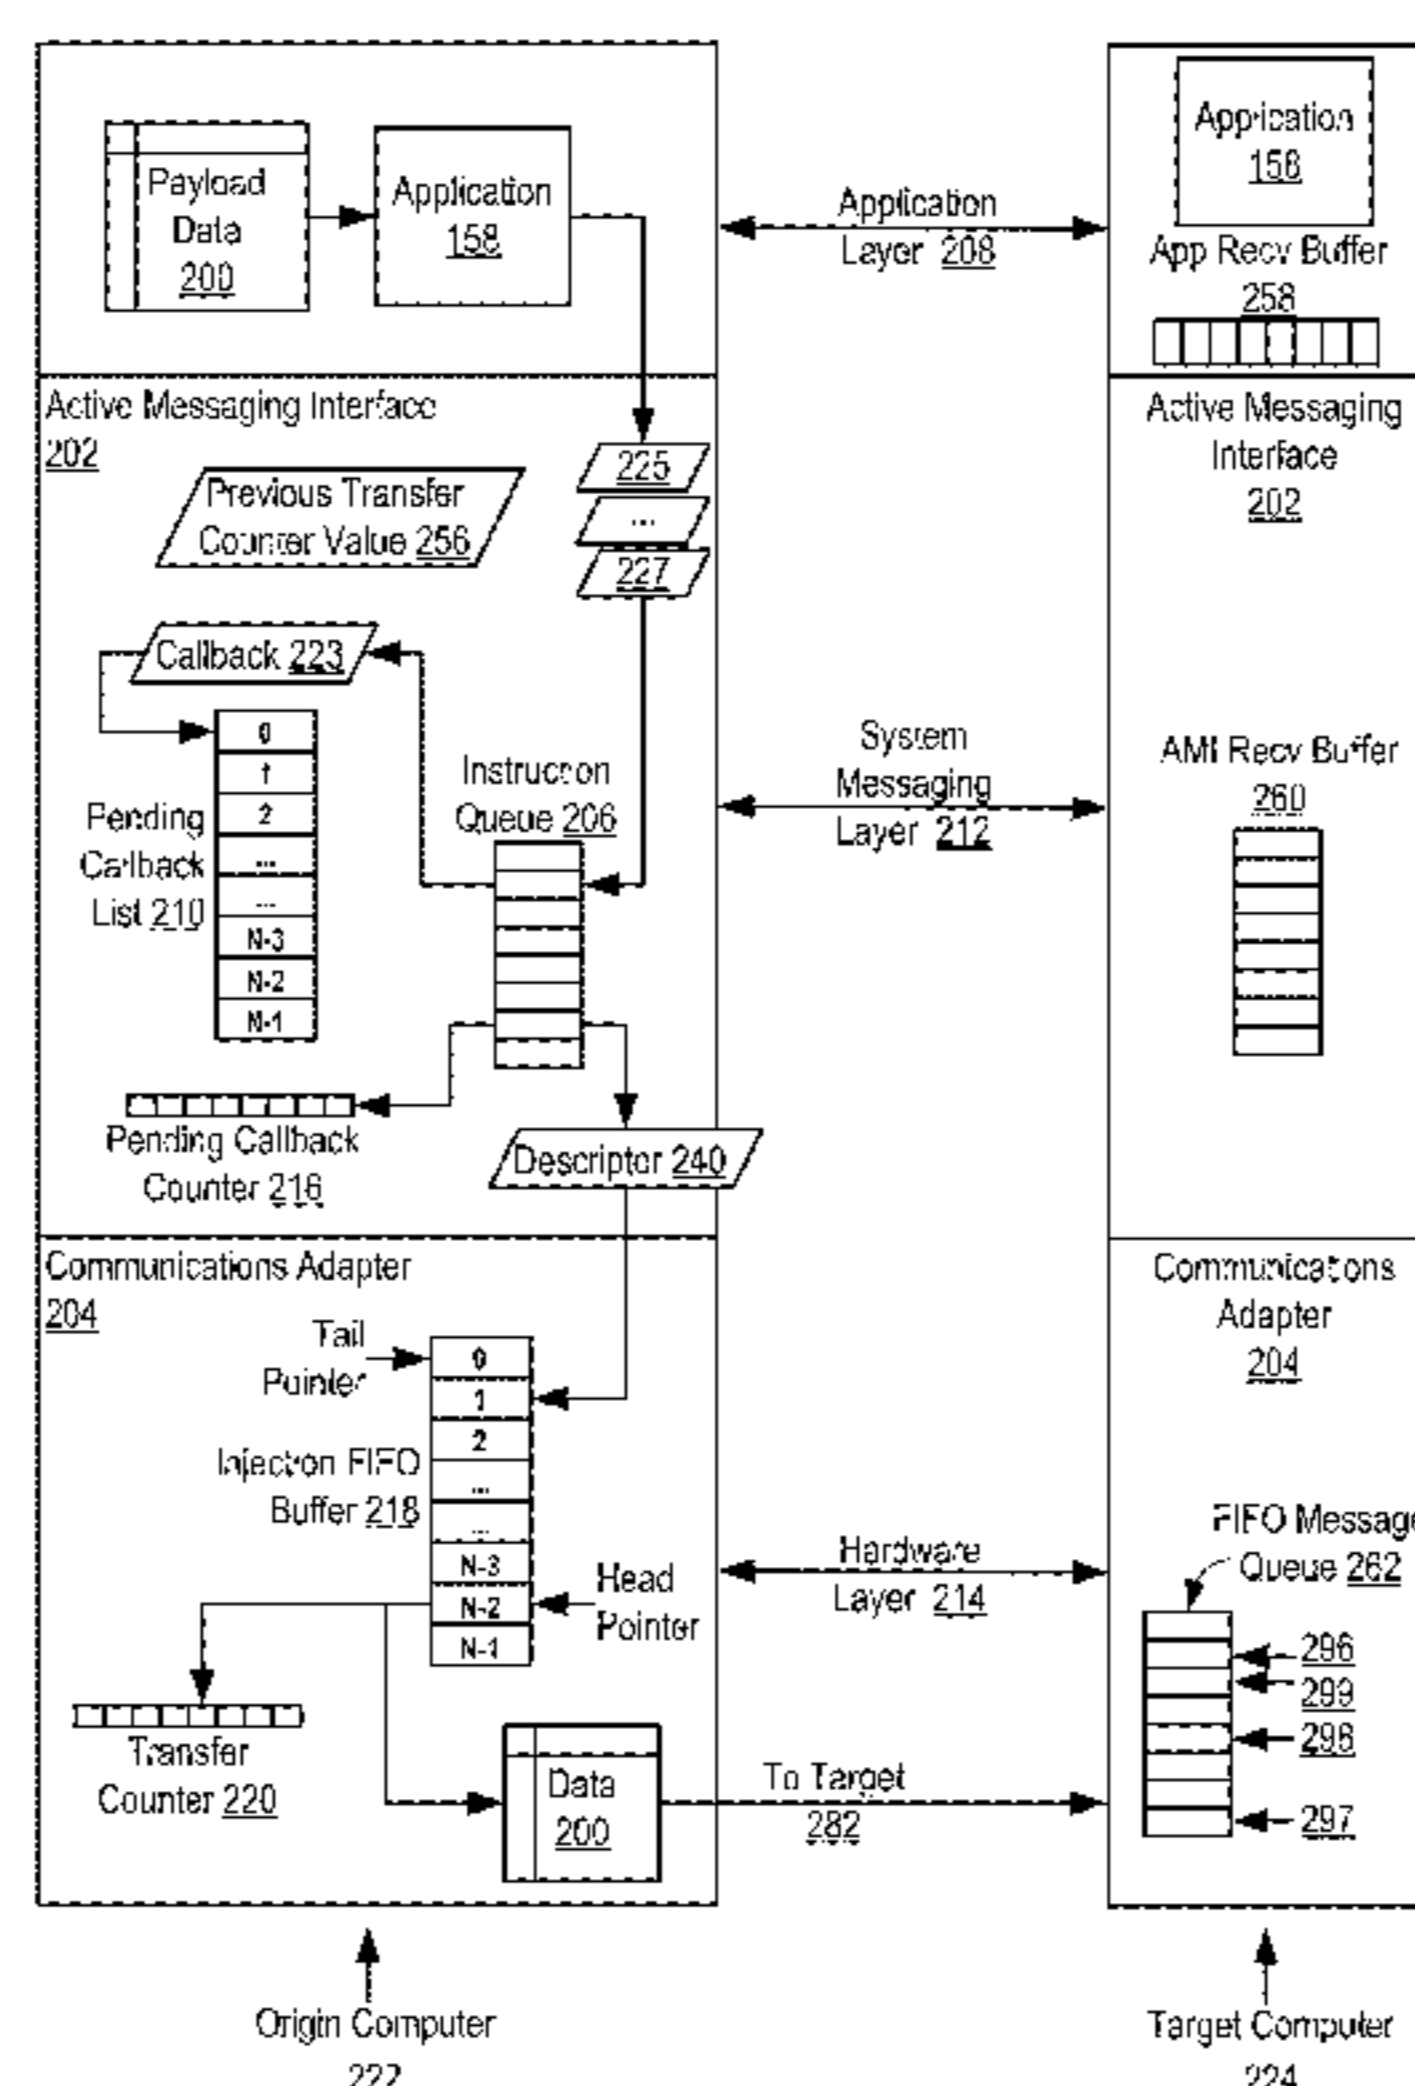 Payload
Data
200
Application
158
Application
Layer 208
Application
158
App Recv Buffer
258
Active Messaging Interface
202
Previous Transfer
Counter Value 256
225
...
227
Callback 223
0
1
2
...
...
N-3
N-2
N-1
Pending
Callback
List 210
Instruction
Queue 206
Pending Callback
Counter 216
Descriptor 240
System
Messaging
Layer 212
Active Messaging
Interface
202
AMI Recv Buffer
260
Communications Adapter
204
Tail
Pointer
0
1
2
...
...
N-3
N-2
N-1
Injection FIFO
Buffer 218
Head
Pointer
Transfer
Counter 220
Data
200
Hardware
Layer 214
To Target
282
Communications
Adapter
204
FIFO Message
Queue 262
296
299
298
297
Origin Computer
222
Target Computer
224